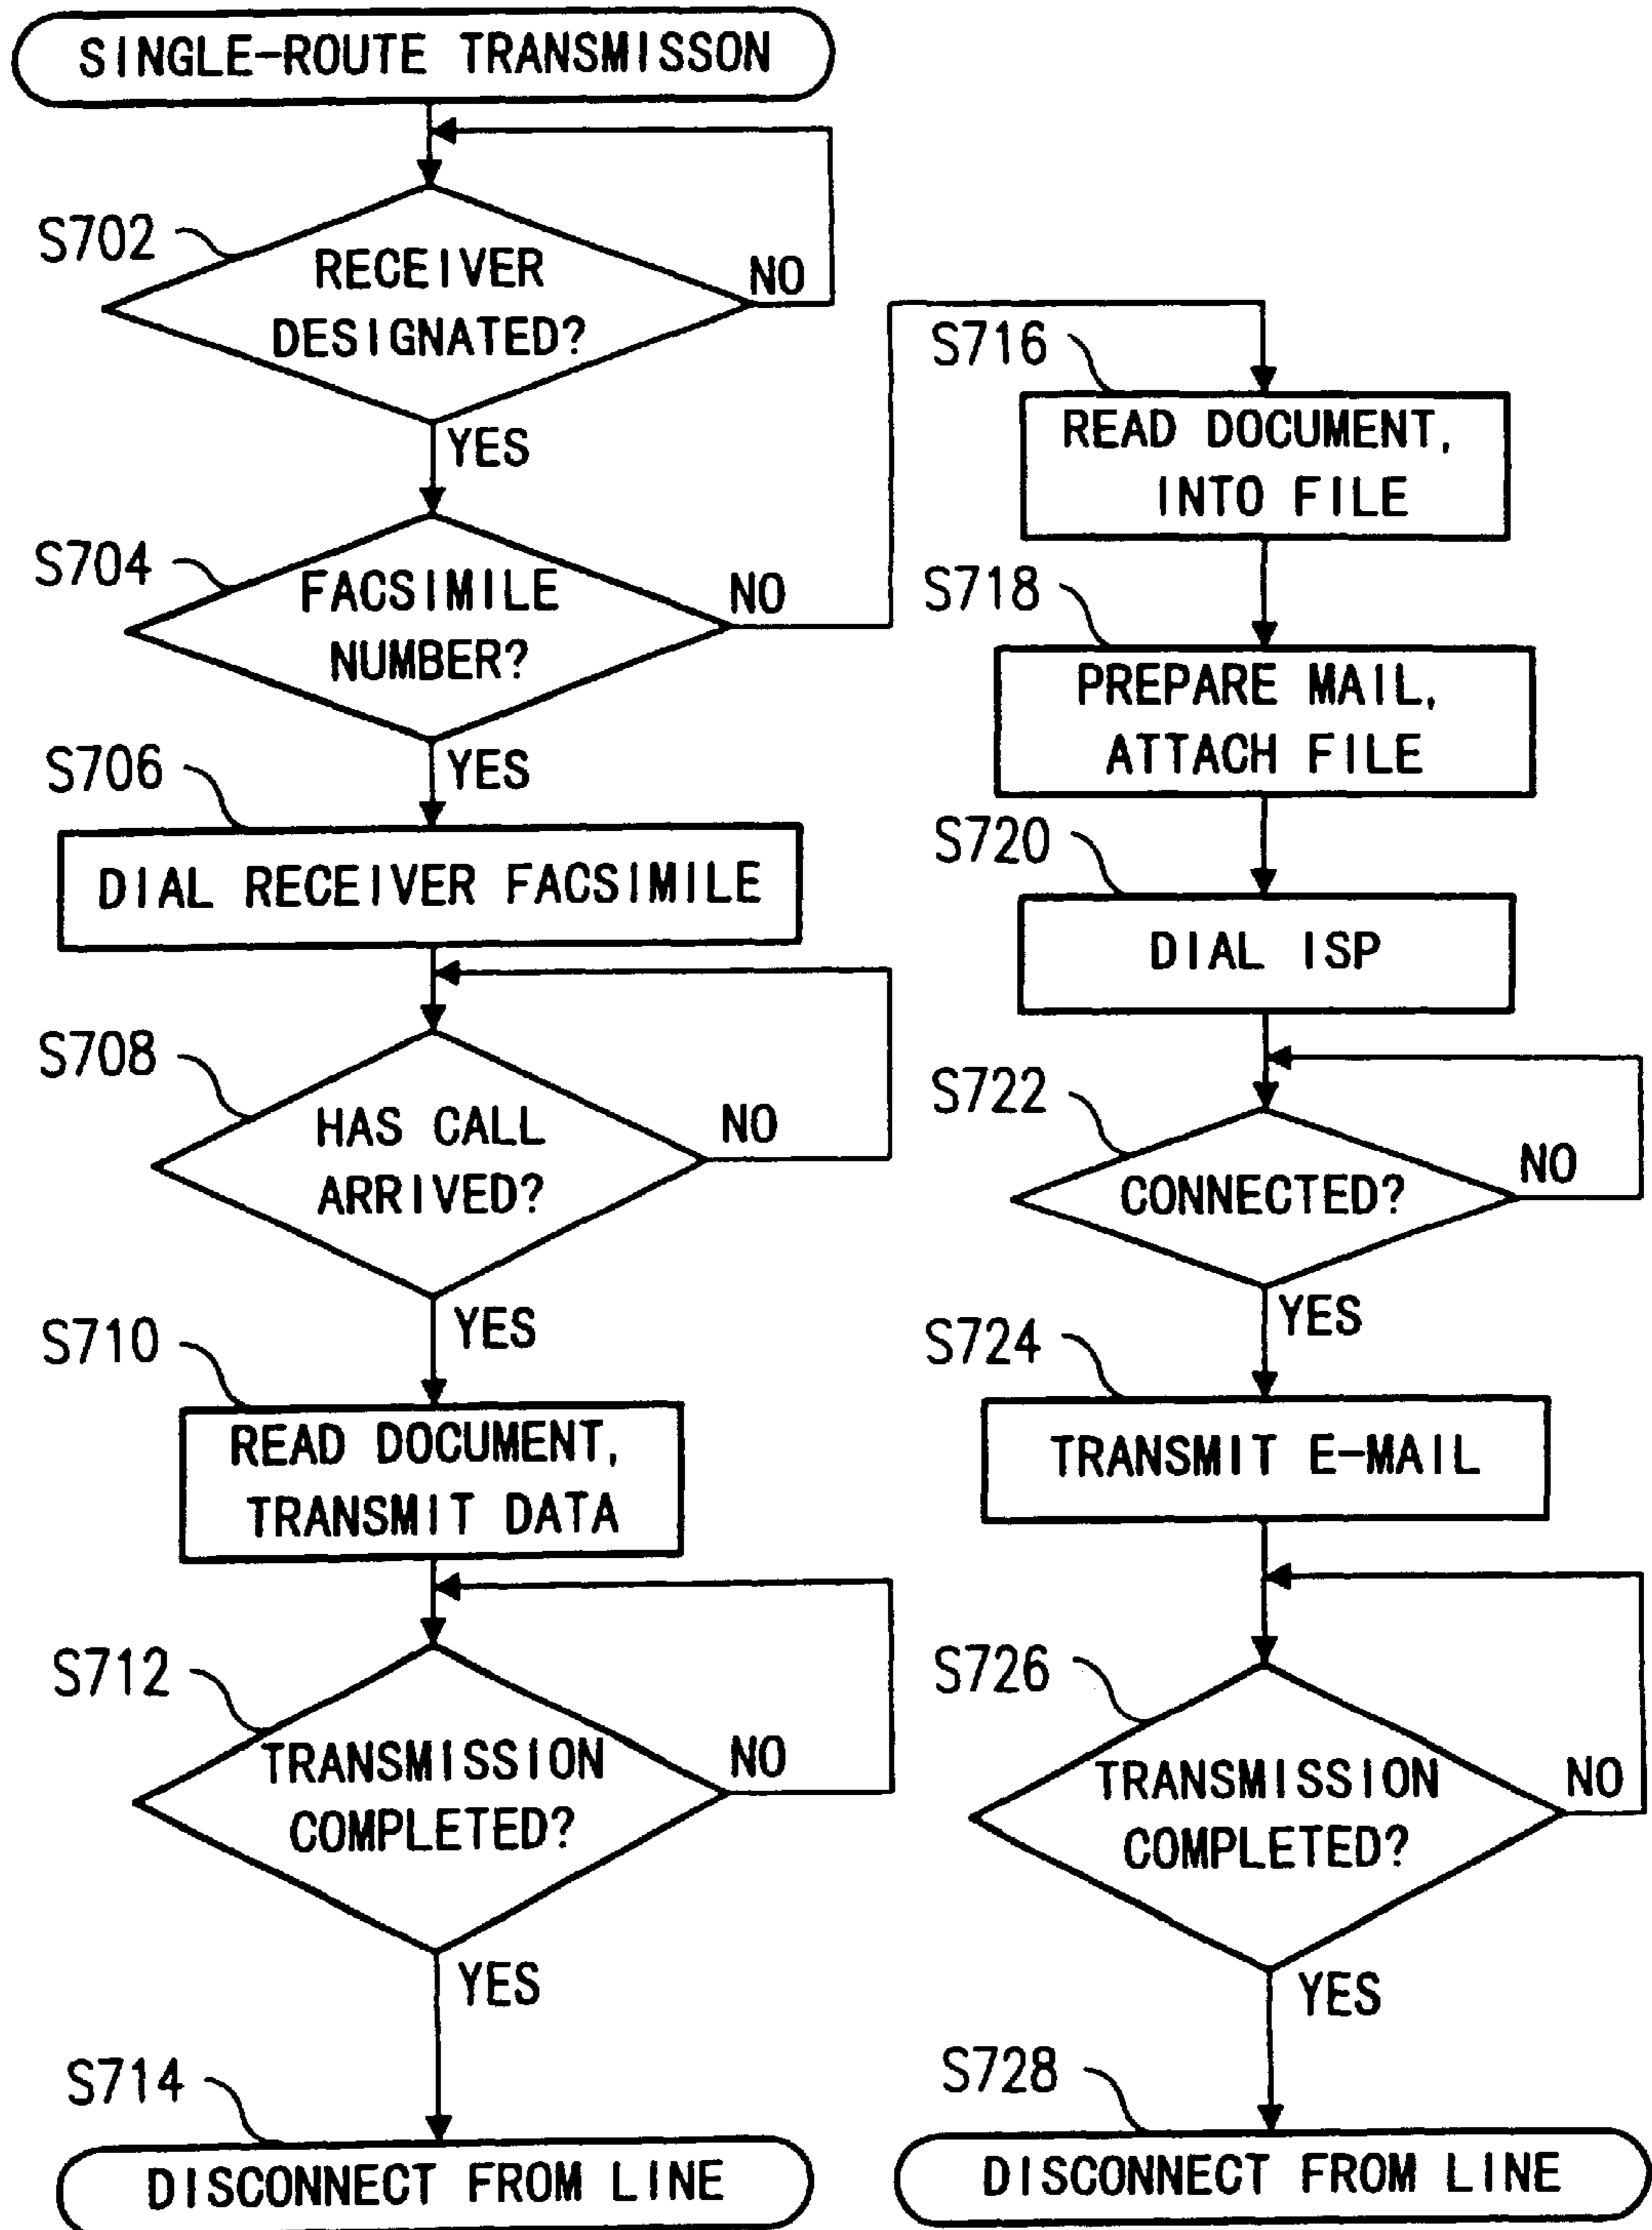 SINGLE-ROUTE TRANSMISSON
S702
RECEIVER
DESIGNATED?
NO
YES
S704
FACSIMILE
NUMBER?
NO
YES
S706
DIAL RECEIVER FACSIMILE
S708
HAS CALL
ARRIVED?
NO
YES
S710
READ DOCUMENT,
TRANSMIT DATA
S712
TRANSMISSION
COMPLETED?
NO
YES
S714
DISCONNECT FROM LINE
S716
READ DOCUMENT,
INTO FILE
S718
PREPARE MAIL,
ATTACH FILE
S720
DIAL ISP
S722
CONNECTED?
NO
YES
S724
TRANSMIT E-MAIL
S726
TRANSMISSION
COMPLETED?
NO
YES
S728
DISCONNECT FROM LINE